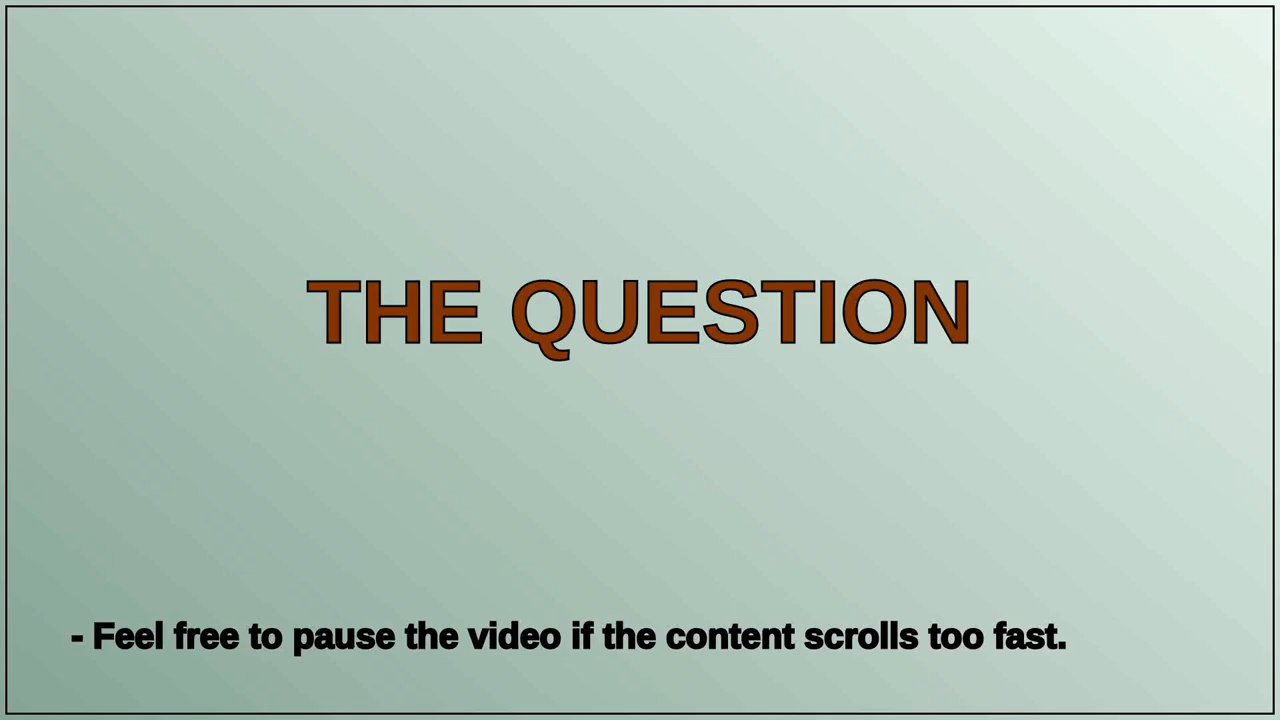 THE QUESTION
- Feel free to pause the video if the content scrolls too fast.